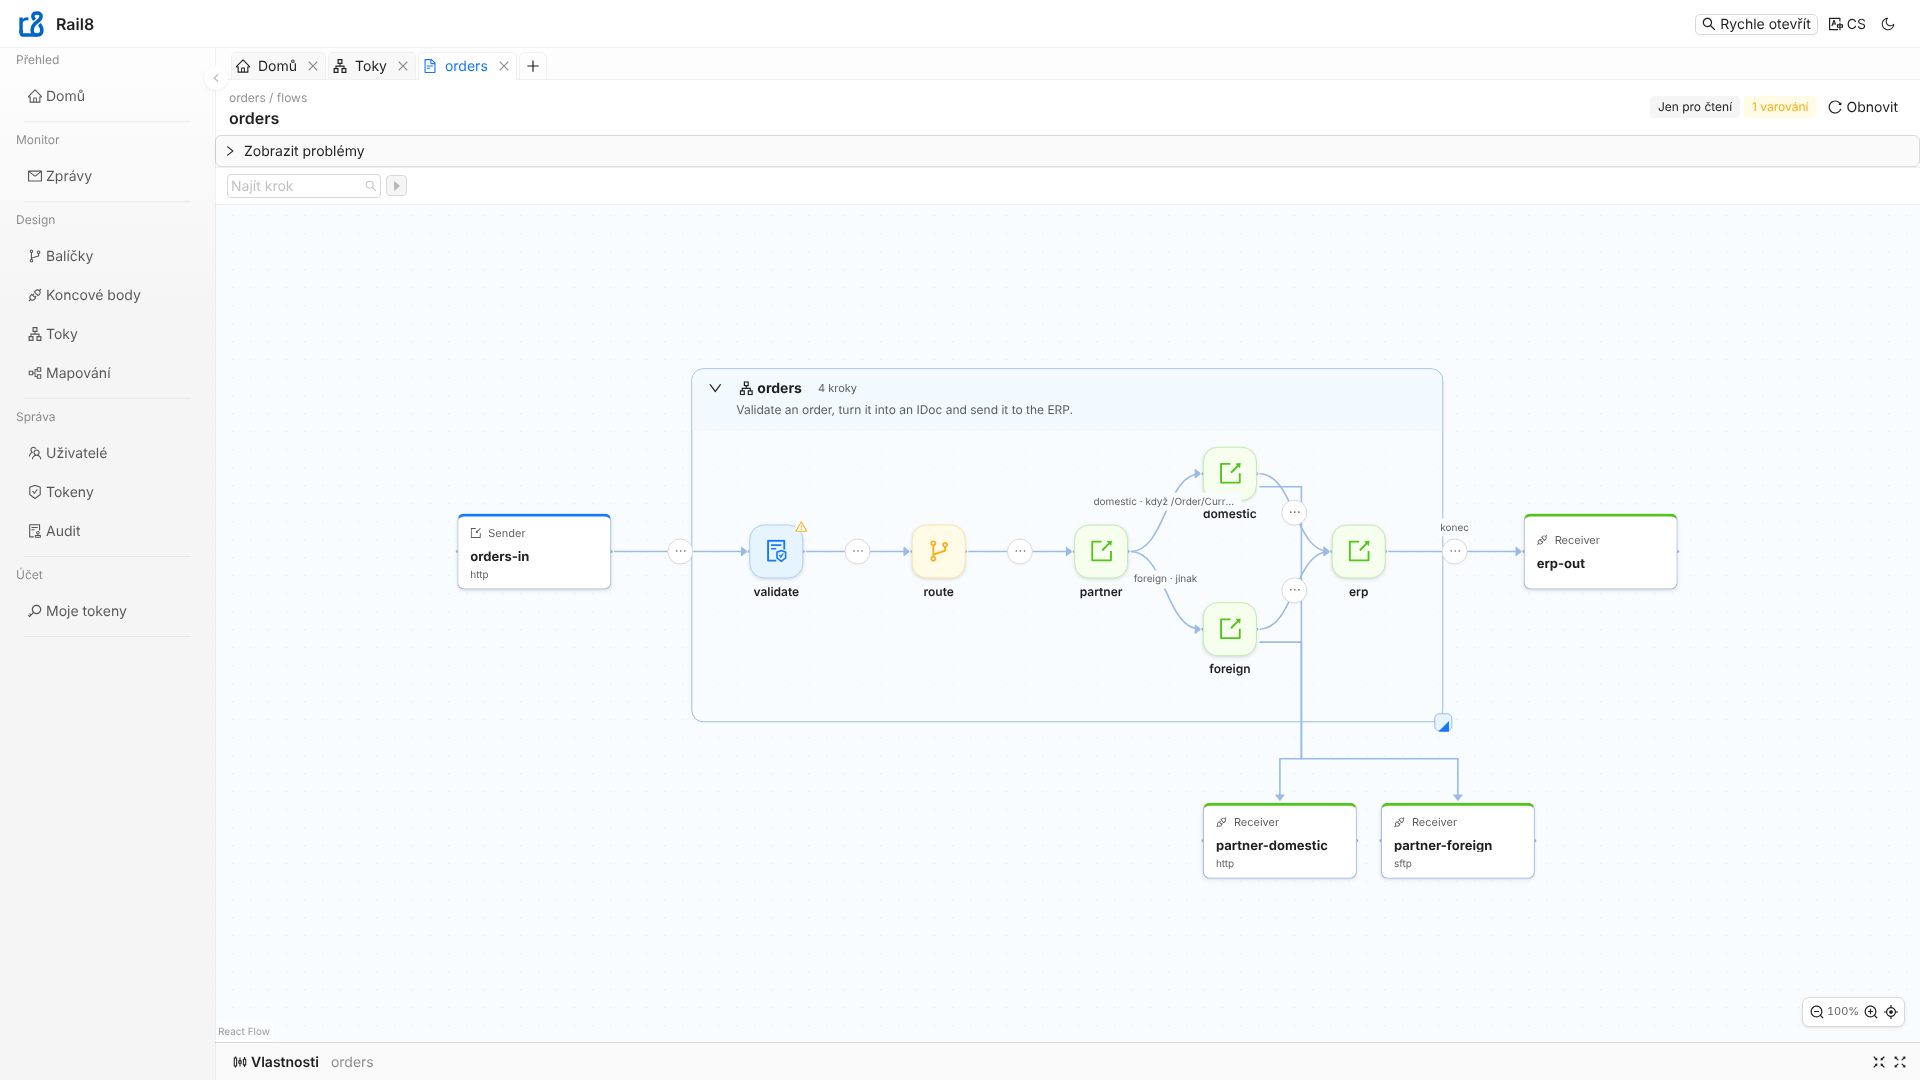 Rail8
Rychle otevřít
CS
Přehled
Domů
Monitor
Zprávy
Design
Balíčky
Koncové body
Toky
Mapování
Správa
Uživatelé
Tokeny
Audit
Účet
Moje tokeny
Domů
Toky
orders
orders / flows
orders
Jen pro čtení
1 varování
Obnovit
Zobrazit problémy
Najít krok
orders 4 kroky
Validate an order, turn it into an IDoc and send it to the ERP.
Sender
orders-in
http
validate
route
partner
domestic · když /Order/Curr...
domestic
foreign · jinak
foreign
erp
konec
Receiver
erp-out
Receiver
partner-domestic
http
Receiver
partner-foreign
sftp
React Flow
100%
Vlastnosti orders